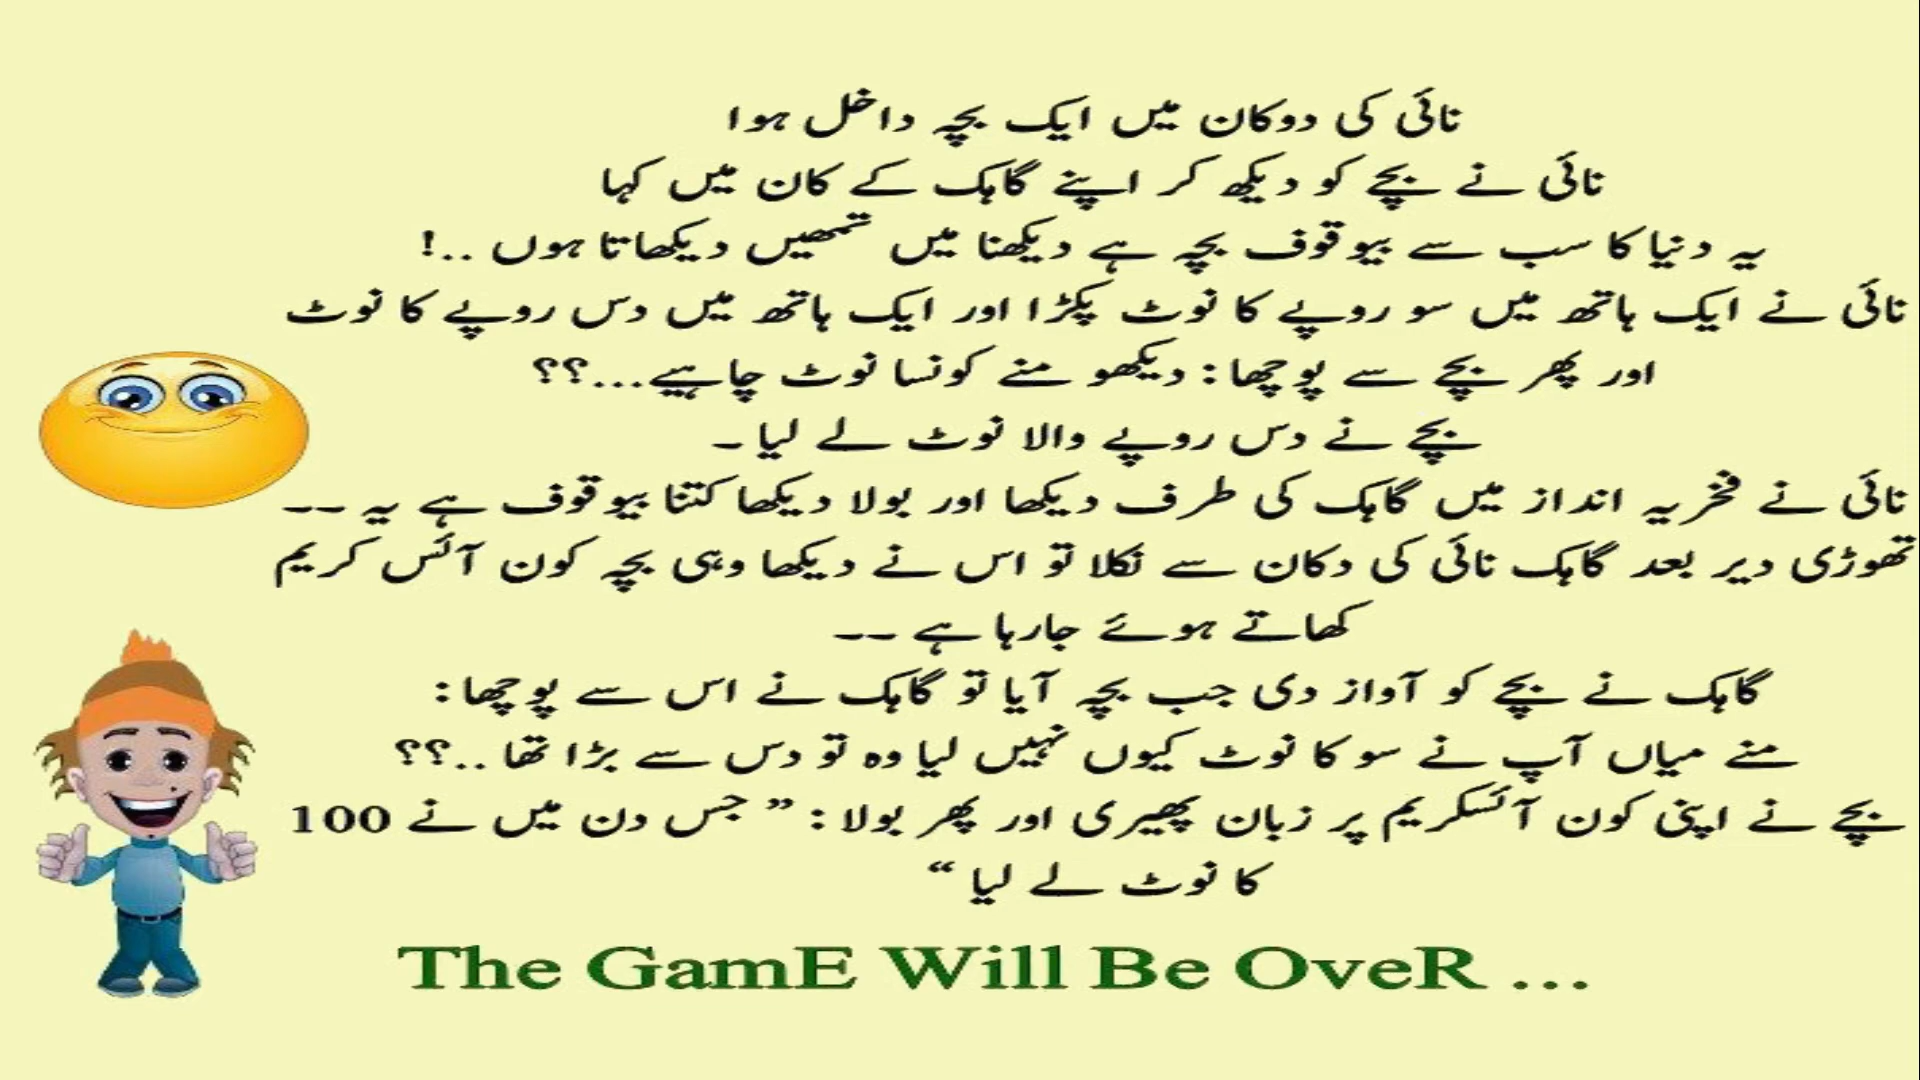 نائی کی دوکان میں ایک بچہ داخل ہوا
نائی نے بچے کو دیکھ کر اپنے گاہک کے کان میں کہا
یہ دنیا کا سب سے بیوقوف بچہ ہے دیکھنا میں تمھیں دیکھاتا ہوں ..!
نائی نے ایک ہاتھ میں سو روپے کا نوٹ پکڑا اور ایک ہاتھ میں دس روپے کا نوٹ
اور پھر بچے سے پوچھا: دیکھو منے کونسا نوٹ چاہیے...؟؟
بچے نے دس روپے والا نوٹ لے لیا ۔
نائی نے فخریہ انداز میں گاہک کی طرف دیکھا اور بولا دیکھا کتنا بیوقوف ہے یہ --
تھوڑی دیر بعد گاہک نائی کی دکان سے نکلا تو اس نے دیکھا وہی بچہ کون آئس کریم
کھاتے ہوئے جارہا ہے --
گاہک نے بچے کو آواز دی جب بچہ آیا تو گاہک نے اس سے پوچھا:
منے میاں آپ نے سو کا نوٹ کیوں نہیں لیا وہ تو دس سے بڑا تھا ..؟؟
بچے نے اپنی کون آئسکریم پر زبان پھیری اور پھر بولا: ” جس دن میں نے 100
کا نوٹ لے لیا “
The GamE Will Be OveR ...